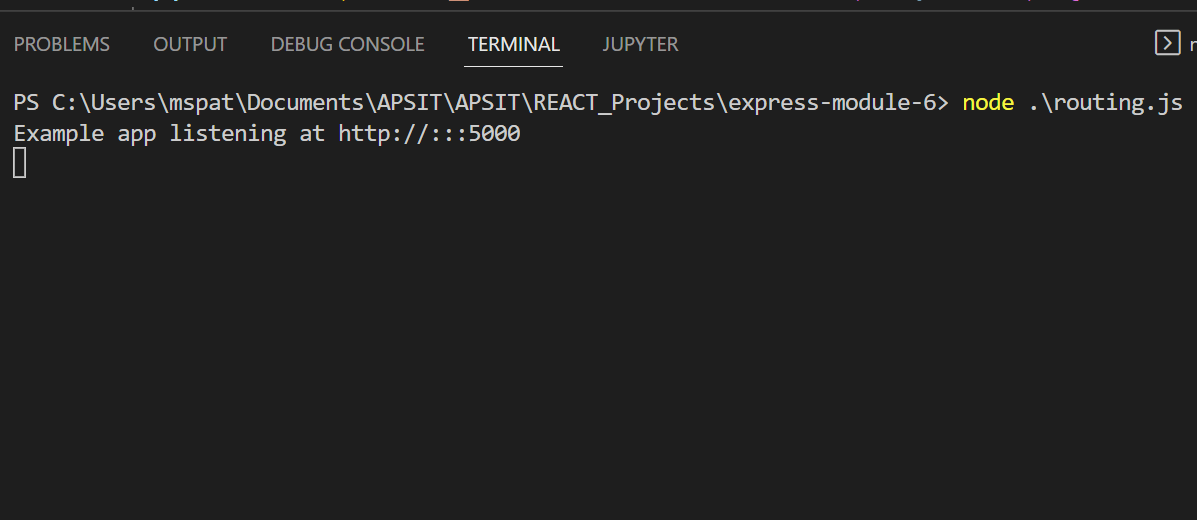 PROBLEMS OUTPUT DEBUG CONSOLE TERMINAL JUPYTER
PS C:\Users\mspat\Documents\APSIT\APSIT\REACT_Projects\express-module-6> node .\routing.js
Example app listening at http://:::5000